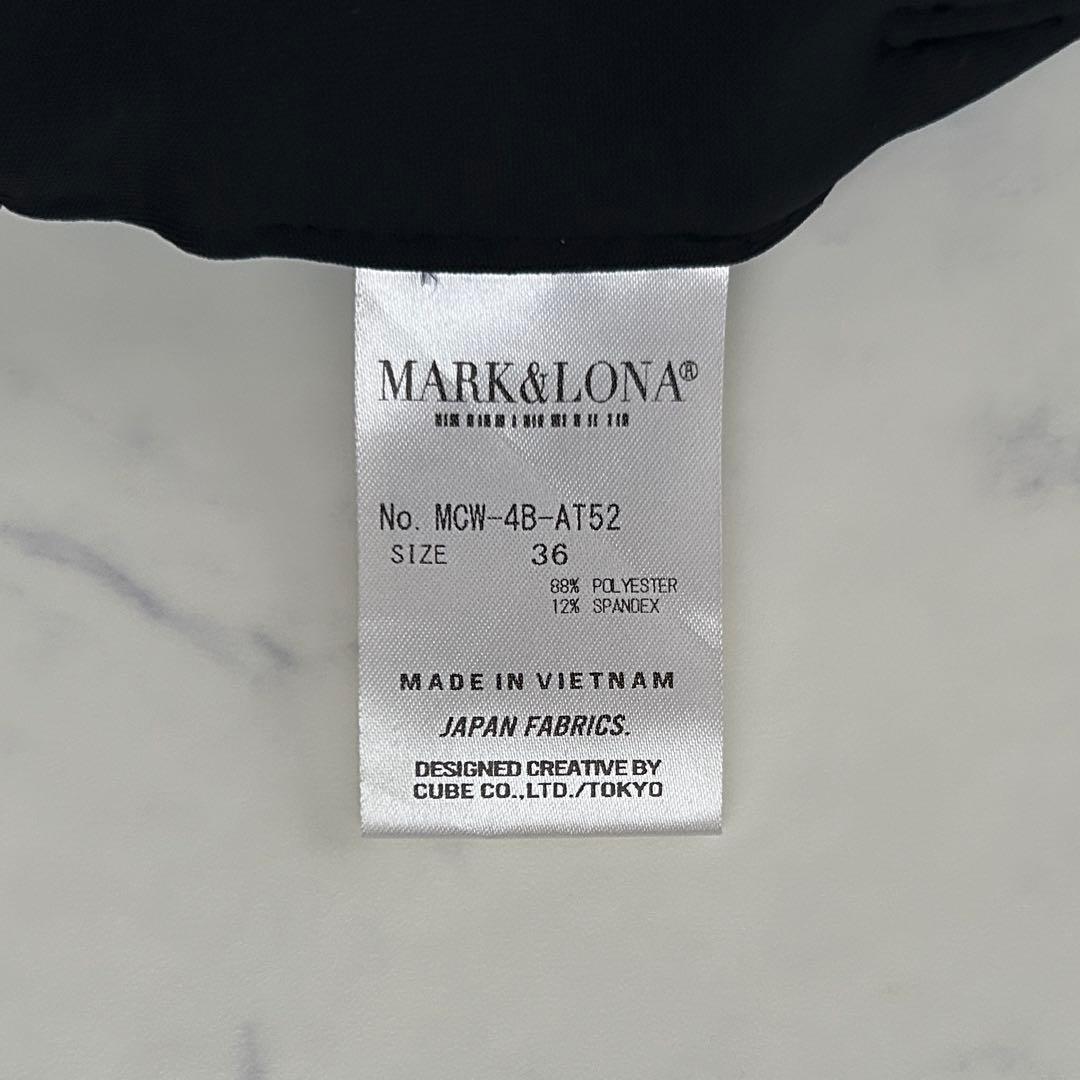 MARK&LONA®
No. MCW-4B-AT52
SIZE 36
88% POLYESTER
12% SPANDEX
MADE IN VIETNAM
JAPAN FABRICS.
DESIGNED CREATIVE BY
CUBE CO.,LTD./TOKYO